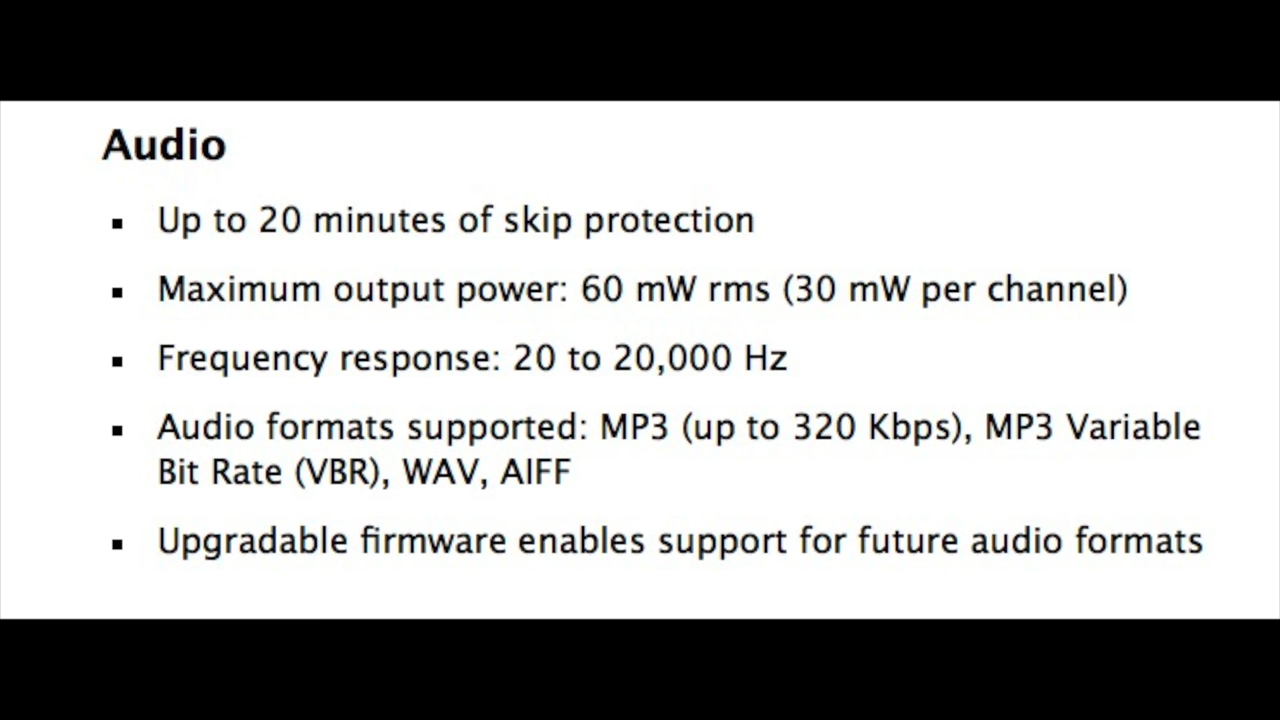 Audio
▪ Up to 20 minutes of skip protection
▪ Maximum output power: 60 mW rms (30 mW per channel)
▪ Frequency response: 20 to 20,000 Hz
▪ Audio formats supported: MP3 (up to 320 Kbps), MP3 Variable
Bit Rate (VBR), WAV, AIFF
▪ Upgradable firmware enables support for future audio formats